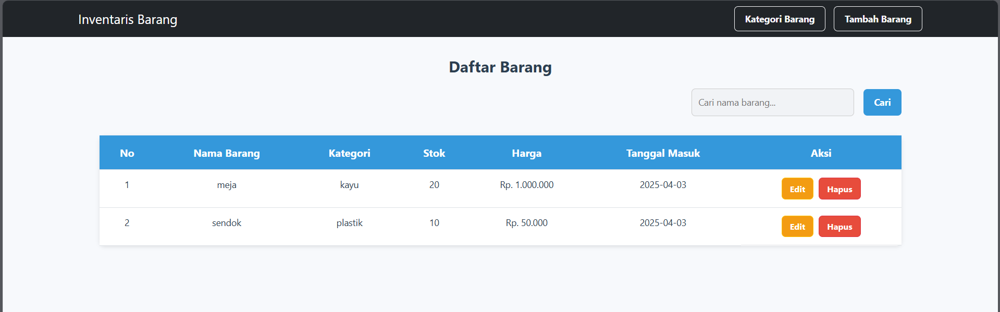 Inventaris Barang Kategori Barang Tambah Barang
Daftar Barang
Cari nama barang... Cari
No Nama Barang Kategori Stok Harga Tanggal Masuk Aksi
1 meja kayu 20 Rp. 1.000.000 2025-04-03 Edit Hapus
2 sendok plastik 10 Rp. 50.000 2025-04-03 Edit Hapus